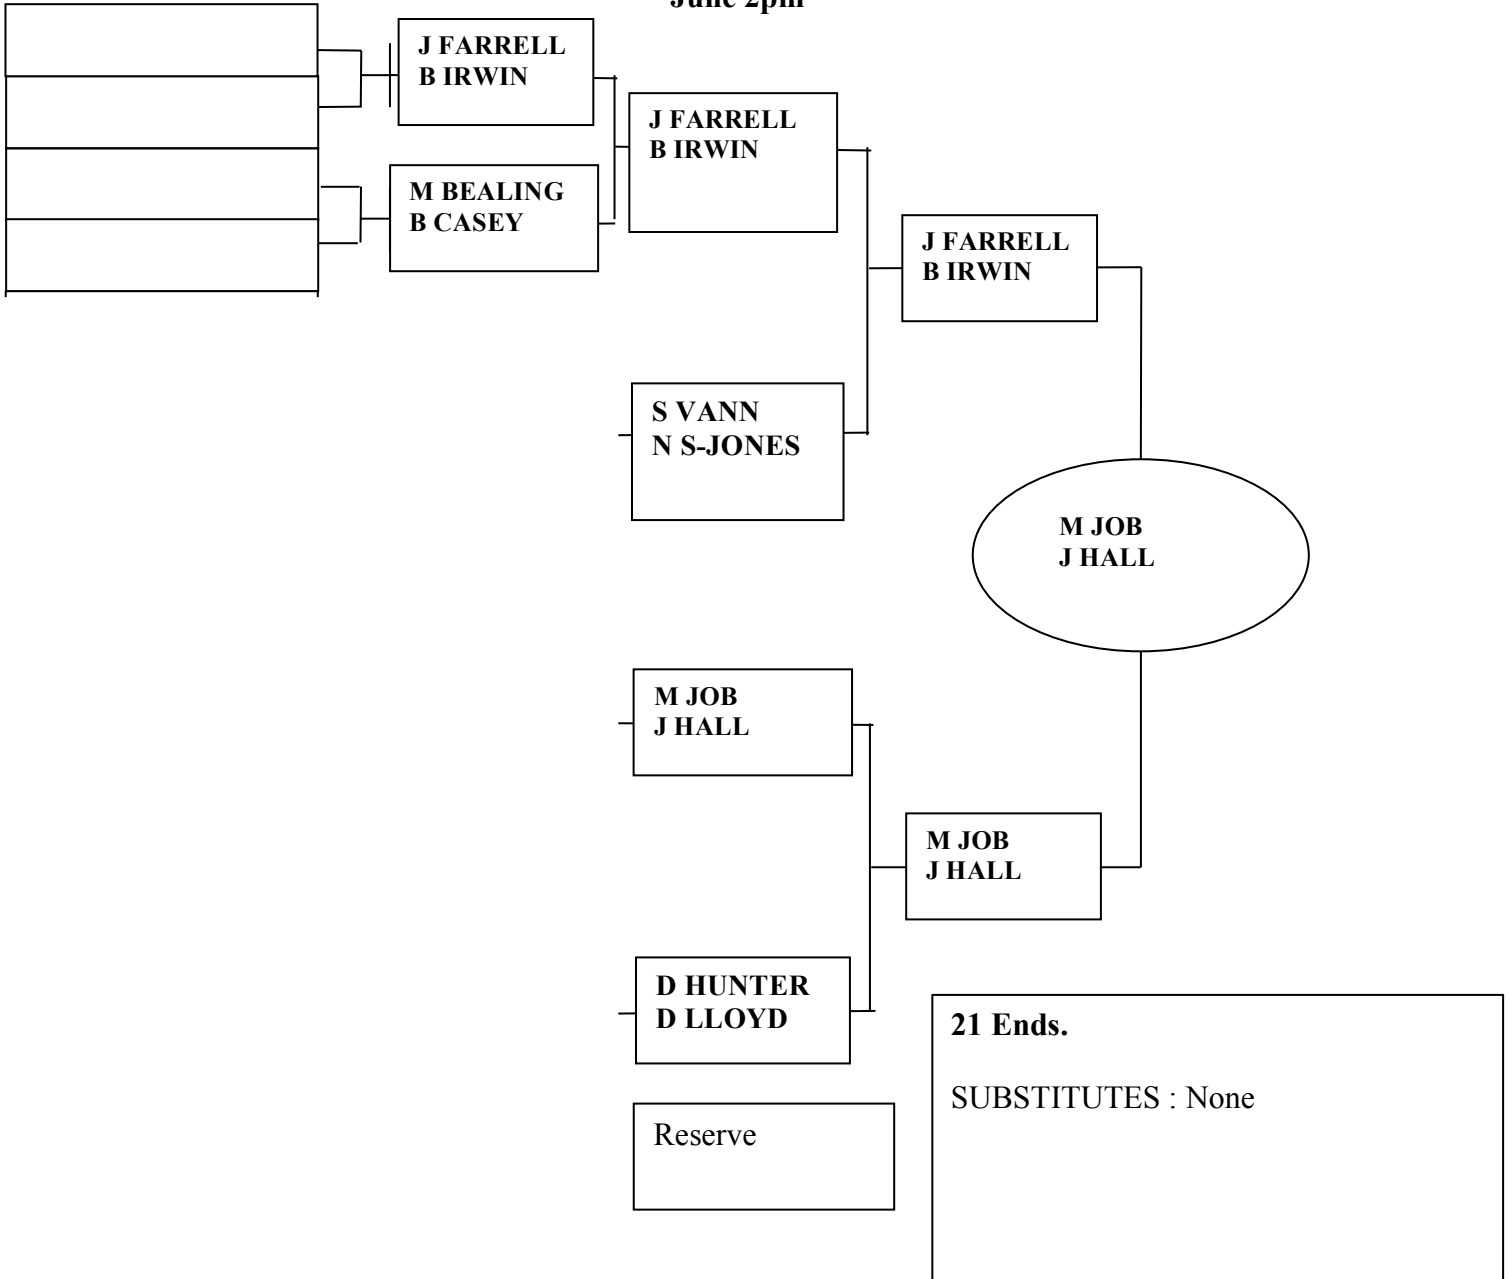 June 2pm
J FARRELL
B IRWIN
J FARRELL
B IRWIN
M BEALING
B CASEY
J FARRELL
B IRWIN
S VANN
N S-JONES
M JOB
J HALL
M JOB
J HALL
M JOB
J HALL
D HUNTER
D LLOYD
21 Ends.
SUBSTITUTES : None
Reserve